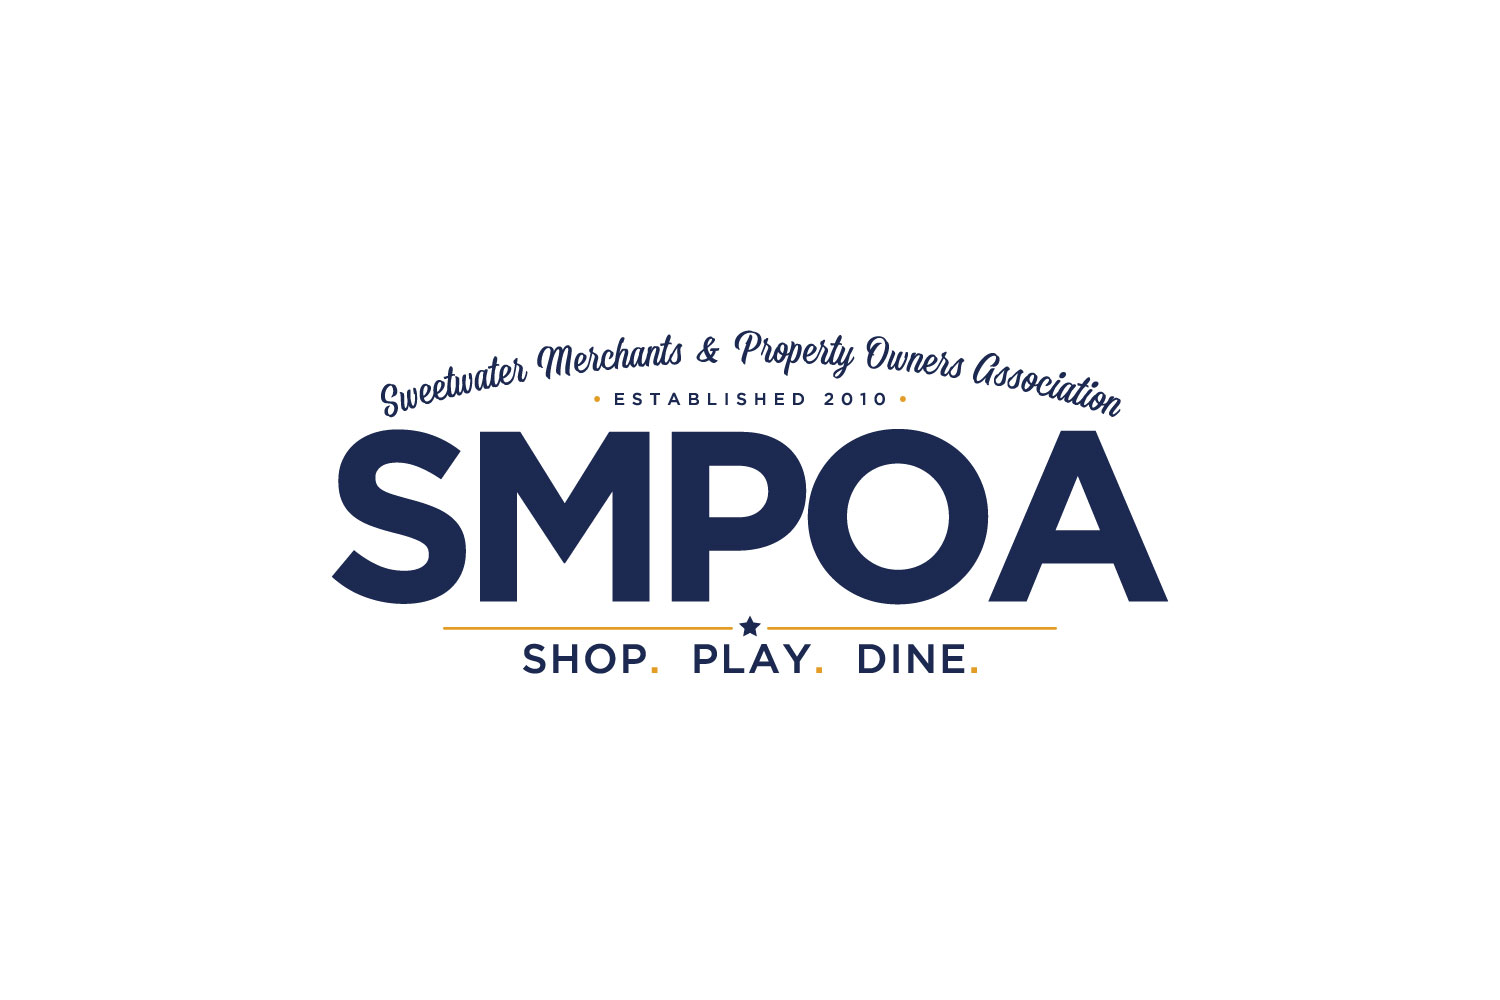 Sweetwater Merchants & Property Owners Association
• ESTABLISHED 2010 •
SMPOA
SHOP. PLAY. DINE.